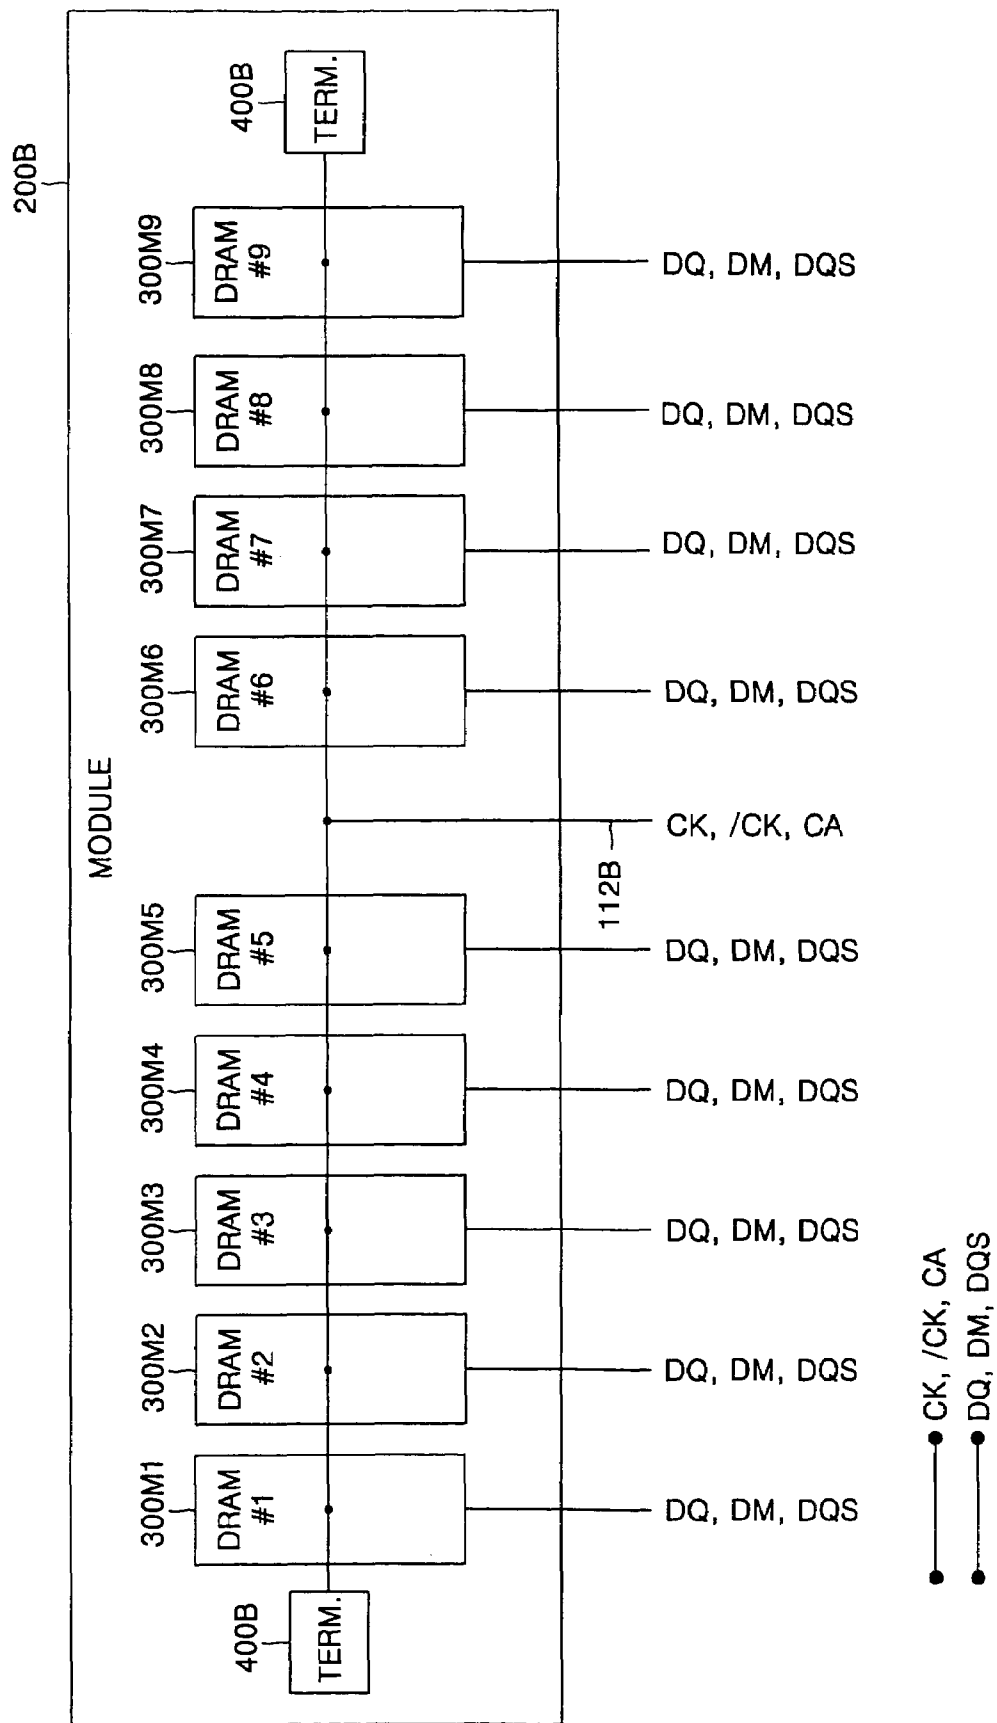 200B
MODULE
400B
TERM.
300M1
DRAM
#1
300M2
DRAM
#2
300M3
DRAM
#3
300M4
DRAM
#4
300M5
DRAM
#5
300M6
DRAM
#6
300M7
DRAM
#7
300M8
DRAM
#8
300M9
DRAM
#9
400B
TERM.
DQ, DM, DQS
DQ, DM, DQS
DQ, DM, DQS
DQ, DM, DQS
DQ, DM, DQS
112B
CK, /CK, CA
DQ, DM, DQS
DQ, DM, DQS
DQ, DM, DQS
DQ, DM, DQS
CK, /CK, CA
DQ, DM, DQS